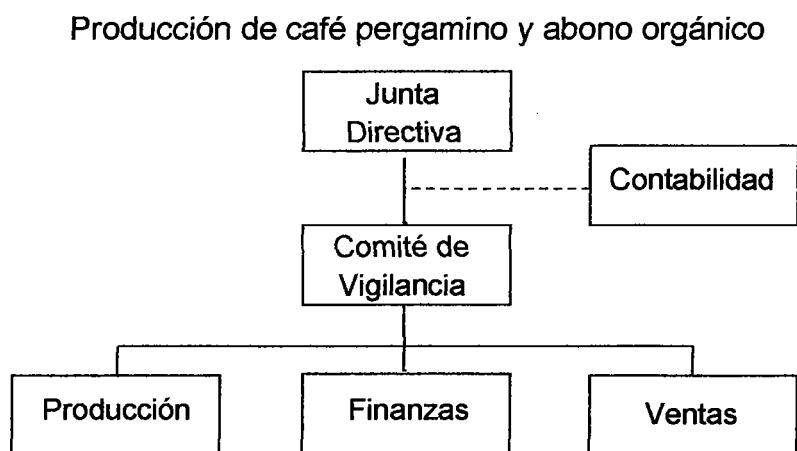 Producción de café pergamino y abono orgánico
Junta
Directiva
Contabilidad
Comité de
Vigilancia
Producción
Finanzas
Ventas